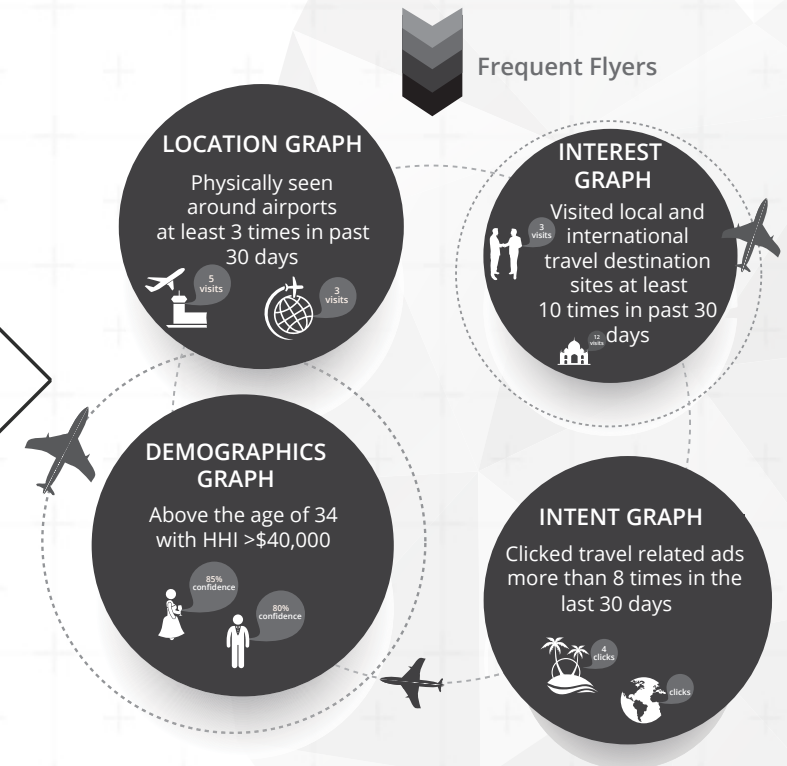 Frequent Flyers
LOCATION GRAPH
Physically seen
around airports
at least 3 times in past
30 days
5
visits
3
visits
INTEREST
GRAPH
Visited local and
international
travel destination
sites at least
10 times in past 30
days
3
visits
12
visits
DEMOGRAPHICS
GRAPH
Above the age of 34
with HHI >$40,000
85%
confidence
80%
confidence
INTENT GRAPH
Clicked travel related ads
more than 8 times in the
last 30 days
4
clicks
clicks